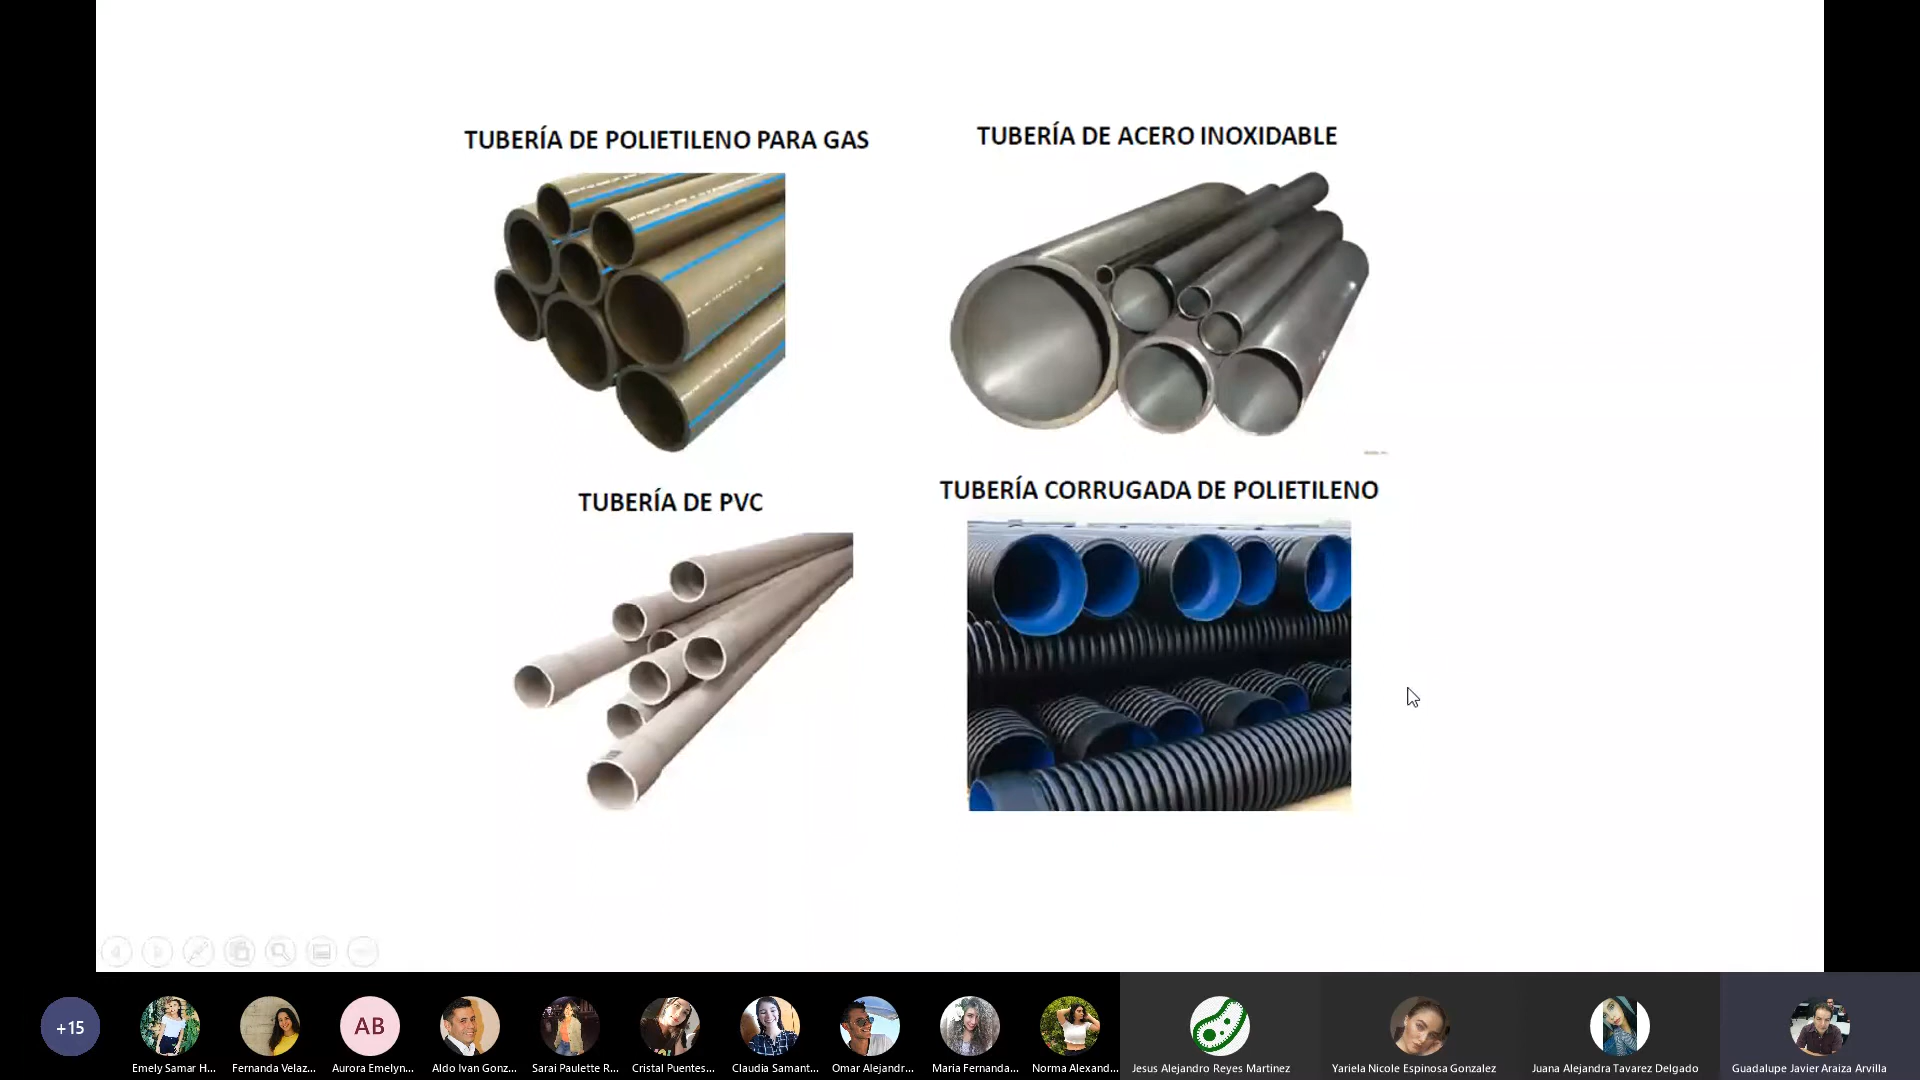 TUBERÍA DE POLIETILENO PARA GAS
TUBERÍA DE ACERO INOXIDABLE
TUBERÍA DE PVC
TUBERÍA CORRUGADA DE POLIETILENO
+15
AB
Emely Samar H...
Fernanda Velaz...
Aurora Emelyn...
Aldo Ivan Gonz...
Sarai Paulette R...
Cristal Puentes...
Claudia Samant...
Omar Alejandr...
Maria Fernanda...
Norma Alexand...
Jesus Alejandro Reyes Martinez
Yariela Nicole Espinosa Gonzalez
Juana Alejandra Tavarez Delgado
Guadalupe Javier Araiza Arvilla